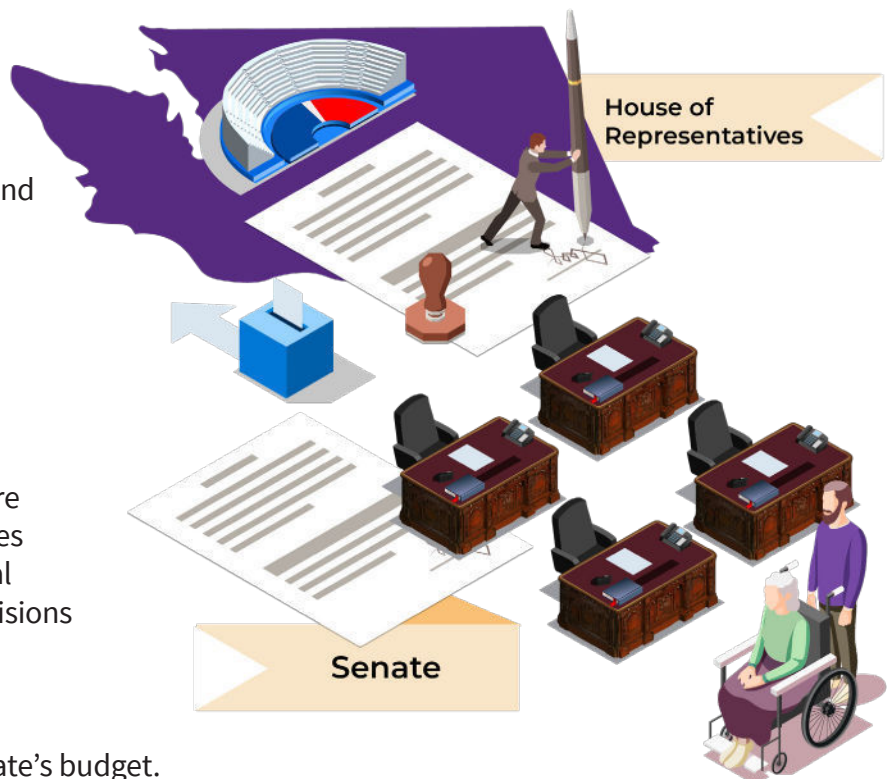 House of
Representatives
nd
re
es
al
isions
Senate
ate’s budget.